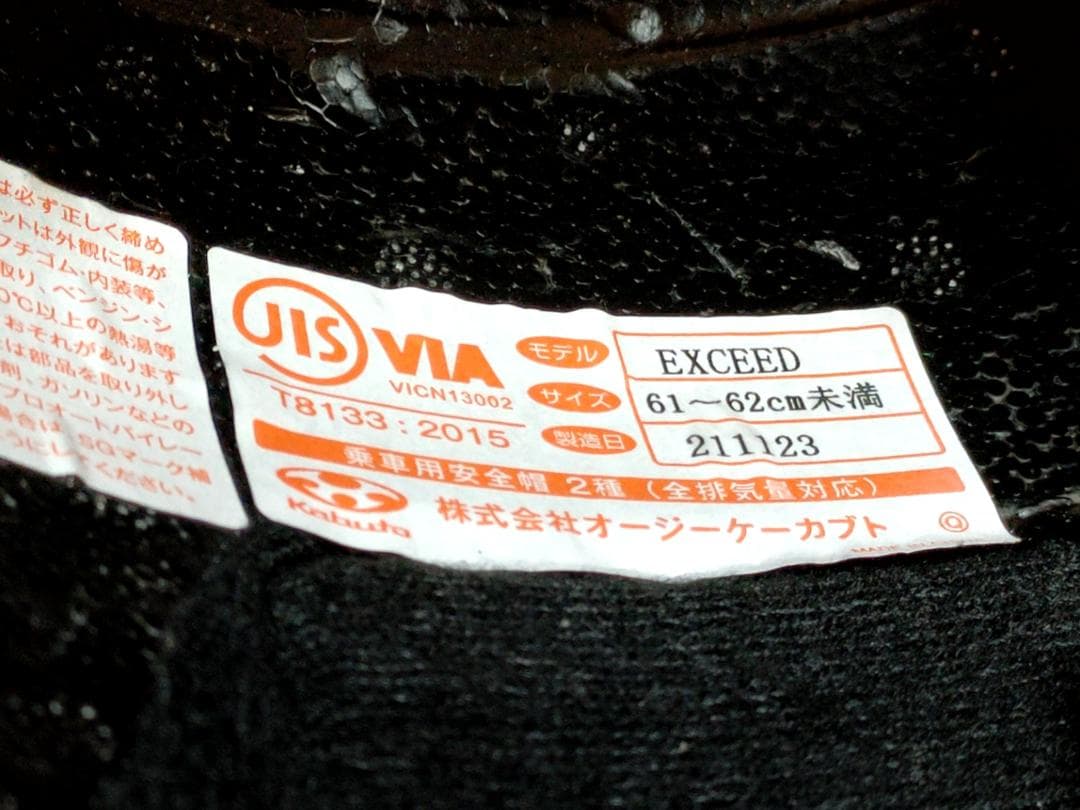 は必ず正しく締め
ットは外観に傷が
フチゴム・内装等、
取り、ベンジン・シ
0℃以上の熱湯等
おそれがあります
は部品を取り外し
剤、ガソリンなどの
プロオートバイレー
場合は、SGマーク補
ください。
JIS VIA
VICN13002
T8133:2015
モデル EXCEED
サイズ 61～62cm未満
製造日 211123
乗車用安全帽 2種 (全排気量対応)
Kabuto 株式会社オージーケーカブト